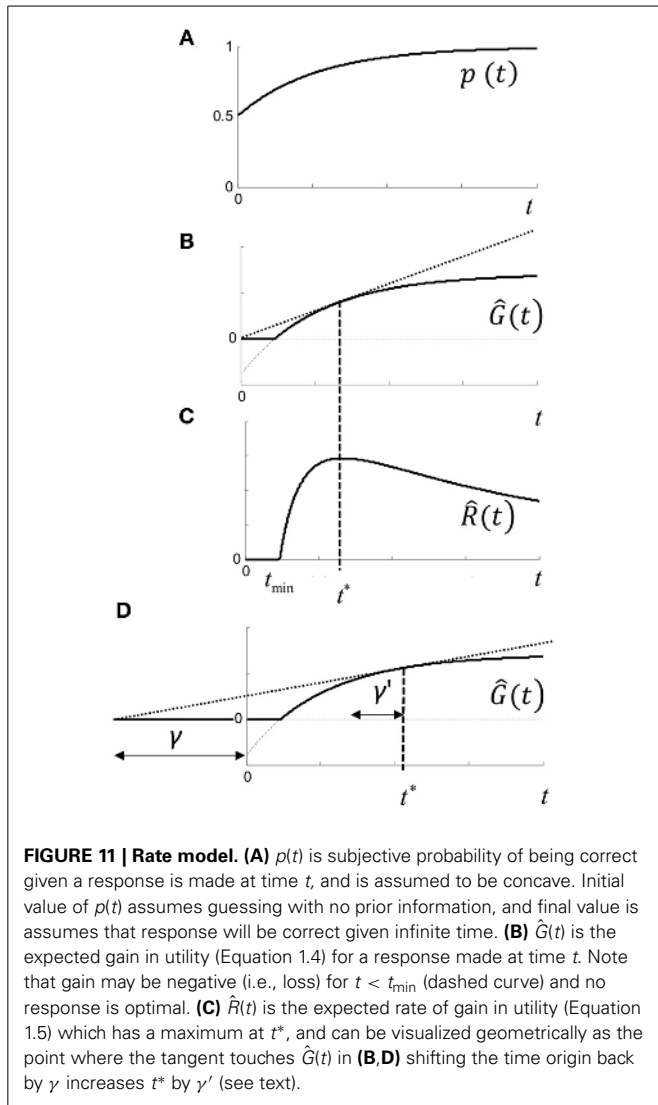 A
1
0.5
0
0
p (t)
t
B
0
0
Ĝ(t)
t
C
0
t_min
t*
R̂(t)
t
D
0
0
γ
γ'
Ĝ(t)
t*
t
FIGURE 11 | Rate model. (A) p(t) is subjective probability of being correct
given a response is made at time t, and is assumed to be concave. Initial
value of p(t) assumes guessing with no prior information, and final value is
assumes that response will be correct given infinite time. (B) Ĝ(t) is the
expected gain in utility (Equation 1.4) for a response made at time t. Note
that gain may be negative (i.e., loss) for t < t_min (dashed curve) and no
response is optimal. (C) R̂(t) is the expected rate of gain in utility (Equation
1.5) which has a maximum at t*, and can be visualized geometrically as the
point where the tangent touches Ĝ(t) in (B,D) shifting the time origin back
by γ increases t* by γ' (see text).